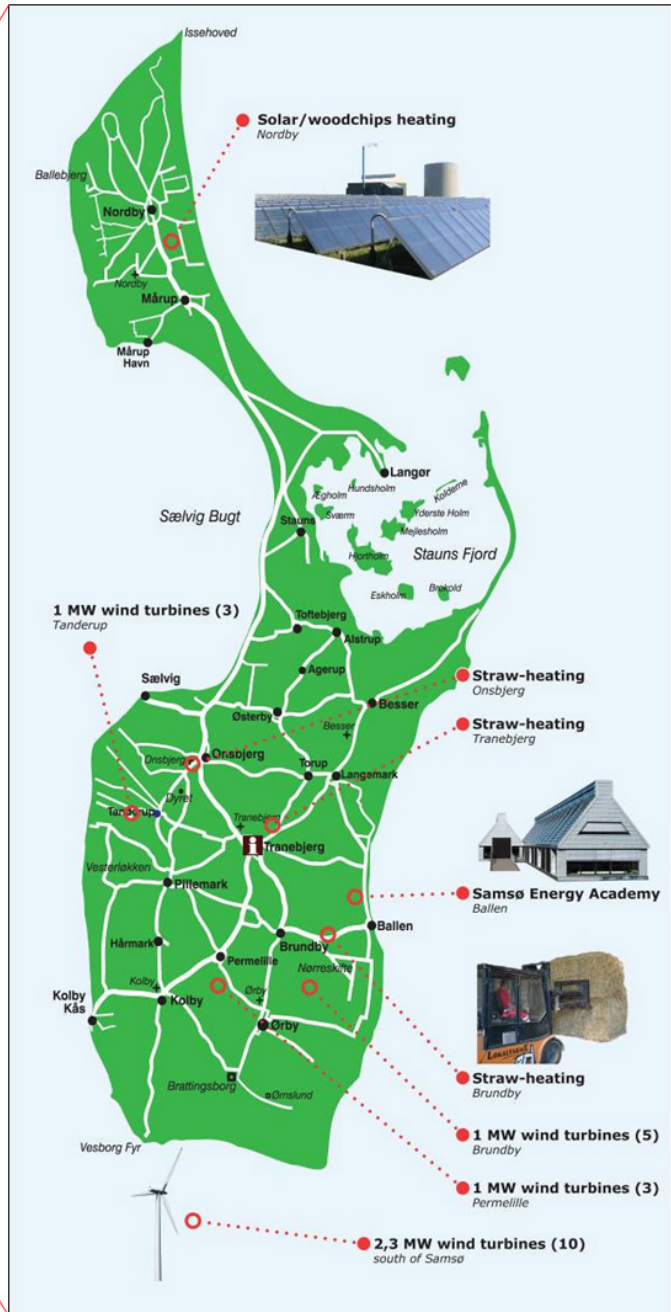 Issehoved
Solar/woodchips heating
Nordby
Ballebjerg
Nordby
Nordby
Mårup
Mårup
Havn
Langør
Hundsholm
Ægholm
Kolderne
Sværm
Yderste Holm
Sælvig Bugt
Stauns
Mejlesholm
Hjortholm
Stauns Fjord
Eskholm
Brokold
1 MW wind turbines (3)
Tanderup
Toftebjerg
Alstrup
Agerup
Straw-heating
Onsbjerg
Sælvig
Besser
Østerby
Straw-heating
Tranebjerg
Besser
Onsbjerg
Onsbjerg
Torup
Langemark
Dyret
Tanderup
Tranebjerg
i
Tranebjerg
Vesterløkken
Pillemark
Samsø Energy Academy
Ballen
Ballen
Hårmark
Brundby
Permelille
Nørreskifte
Kolby
Ørby
Kolby
Kås
Kolby
Ørby
LOKALTRANS
Brattingsborg
Straw-heating
Brundby
Ørnslund
1 MW wind turbines (5)
Brundby
Vesborg Fyr
1 MW wind turbines (3)
Permelille
2,3 MW wind turbines (10)
south of Samsø